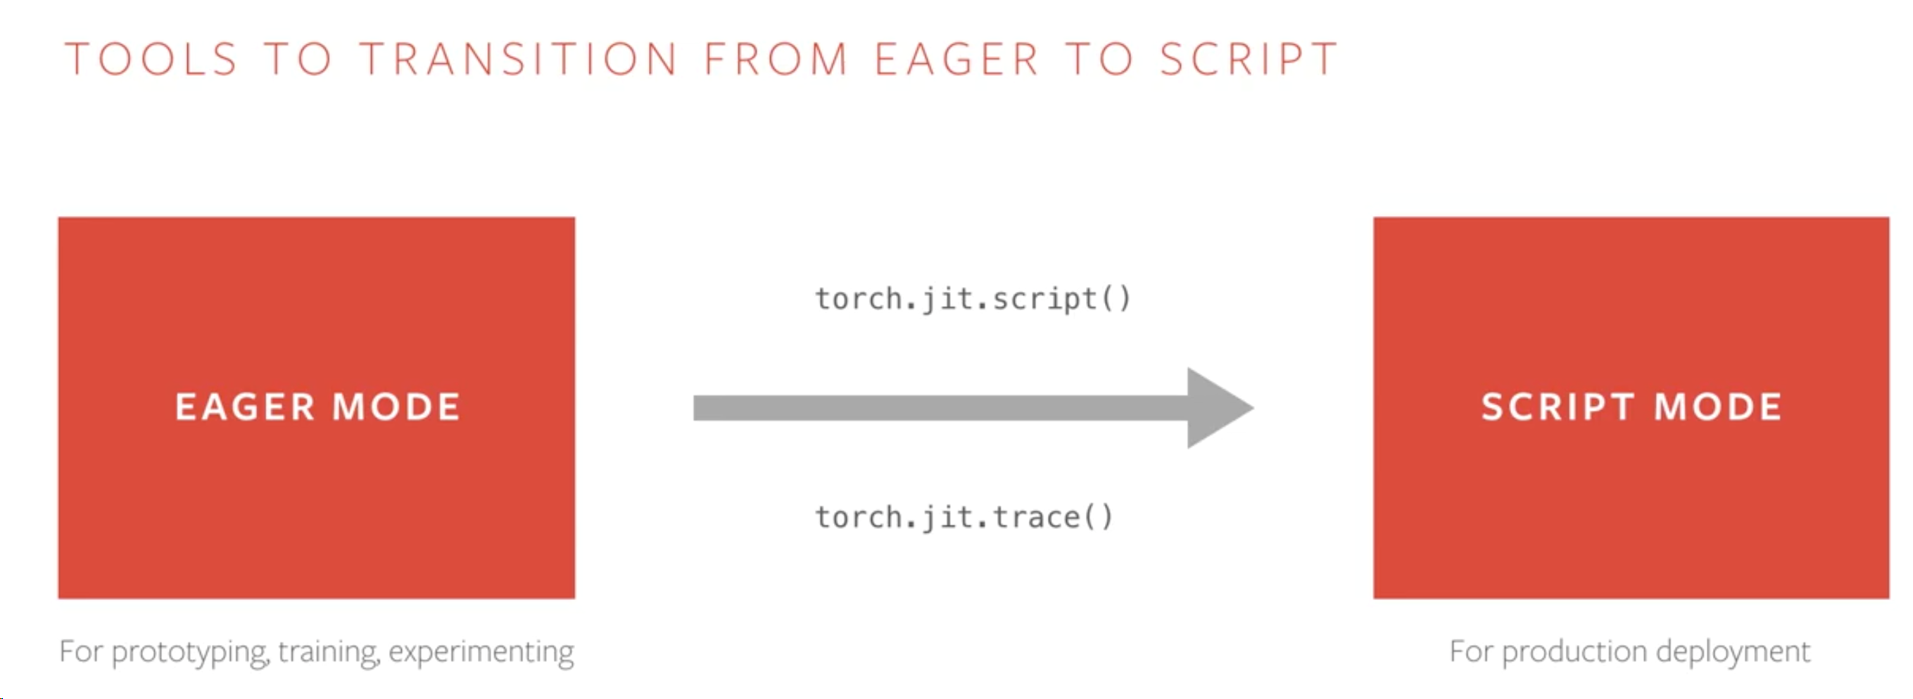 TOOLS TO TRANSITION FROM EAGER TO SCRIPT
EAGER MODE
For prototyping, training, experimenting
torch.jit.script()
torch.jit.trace()
SCRIPT MODE
For production deployment